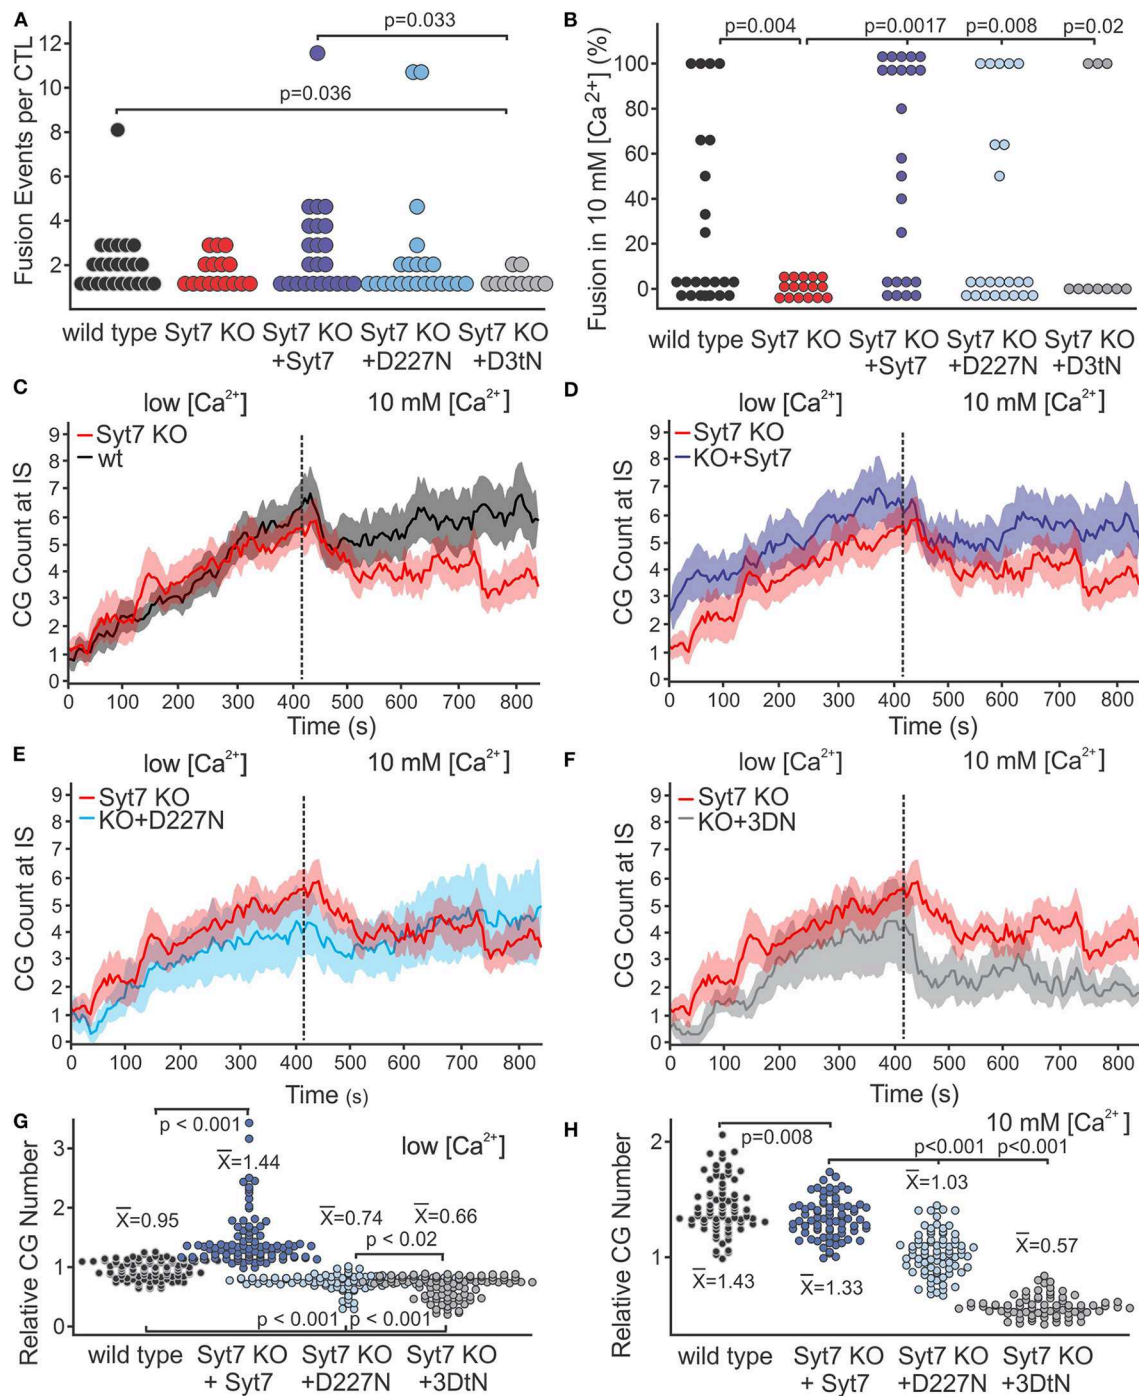 A
p=0.033
p=0.036
Fusion Events per CTL
12
10
8
6
4
2
wild type Syt7 KO Syt7 KO Syt7 KO Syt7 KO
+Syt7 +D227N +D3tN
B
p=0.004 p=0.0017 p=0.008 p=0.02
Fusion in 10 mM [Ca2+] (%)
100
80
60
40
20
0
wild type Syt7 KO Syt7 KO Syt7 KO Syt7 KO
+Syt7 +D227N +D3tN
C
low [Ca2+] 10 mM [Ca2+]
Syt7 KO
wt
CG Count at IS
9
8
7
6
5
4
3
2
1
0
0 100 200 300 400 500 600 700 800
Time (s)
D
low [Ca2+] 10 mM [Ca2+]
Syt7 KO
KO+Syt7
CG Count at IS
9
8
7
6
5
4
3
2
1
0
0 100 200 300 400 500 600 700 800
Time (s)
E
low [Ca2+] 10 mM [Ca2+]
Syt7 KO
KO+D227N
CG Count at IS
9
8
7
6
5
4
3
2
1
0
0 100 200 300 400 500 600 700 800
Time (s)
F
low [Ca2+] 10 mM [Ca2+]
Syt7 KO
KO+3DN
CG Count at IS
9
8
7
6
5
4
3
2
1
0
0 100 200 300 400 500 600 700 800
Time (s)
G
p < 0.001
low [Ca2+]
X̅=1.44
X̅=0.95 X̅=0.74 X̅=0.66
p < 0.02
p < 0.001 p < 0.001
Relative CG Number
3
2
1
0
wild type Syt7 KO Syt7 KO Syt7 KO
+ Syt7 +D227N +3DtN
H
10 mM [Ca2+]
p=0.008 p<0.001 p<0.001
X̅=1.03
X̅=0.57
X̅=1.43 X̅=1.33
Relative CG Number
2
1
wild type Syt7 KO Syt7 KO Syt7 KO
+ Syt7 +D227N +3DtN